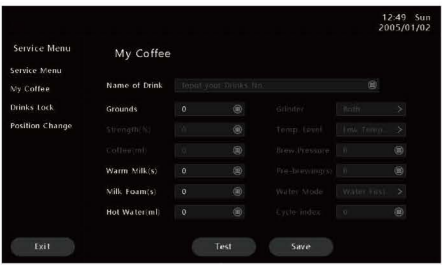 12:49 Sun
2005/01/02
Service Menu
My Coffee
Service Menu
My Coffee
Drinks Lock
Position Change
Name of Drink Input your Drinks No.
Grounds 0 Grinder Both >
Strength(%) 0 Temp. Level Low Temp... >
Coffee(ml) 0 Brew.Pressure 0
Warm Milk(s) 0 Pre-bressing(s) 0
Milk Foam(s) 0 Water Mode Water First >
Hot Water(ml) 0 Cycle-Index 0
Exit Test Save